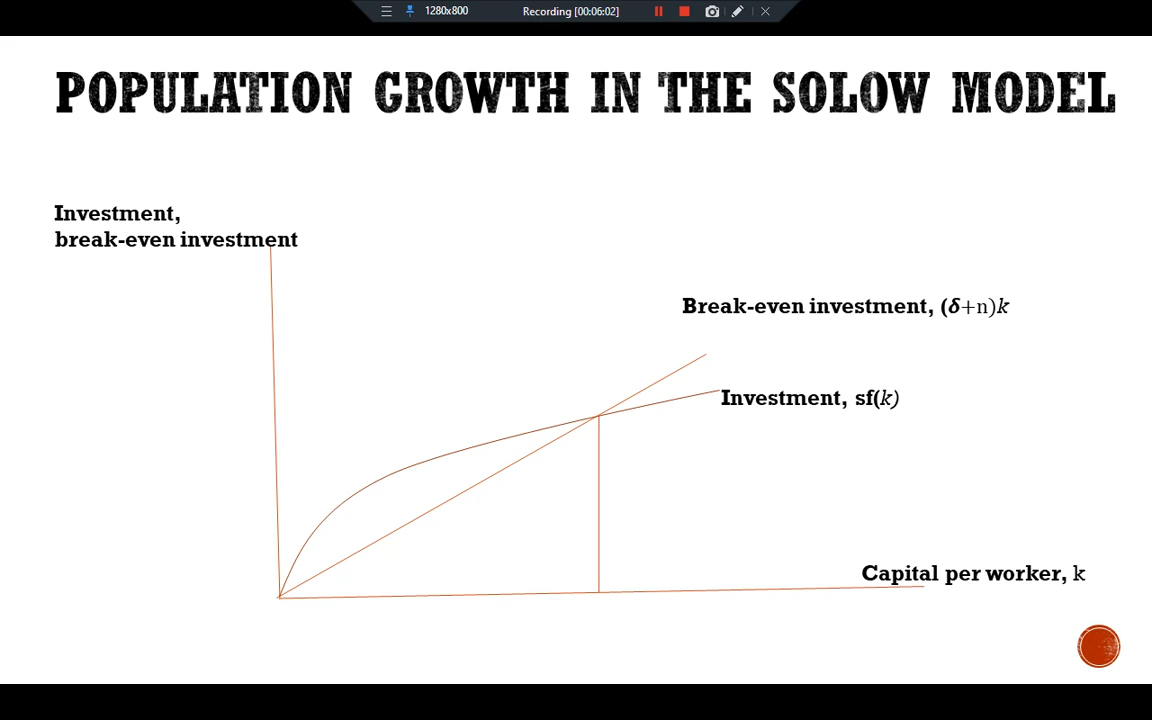 1280x800 Recording [00:06:02]
POPULATION GROWTH IN THE SOLOW MODEL
Investment,
break-even investment
Break-even investment, (δ+n)k
Investment, sf(k)
Capital per worker, k